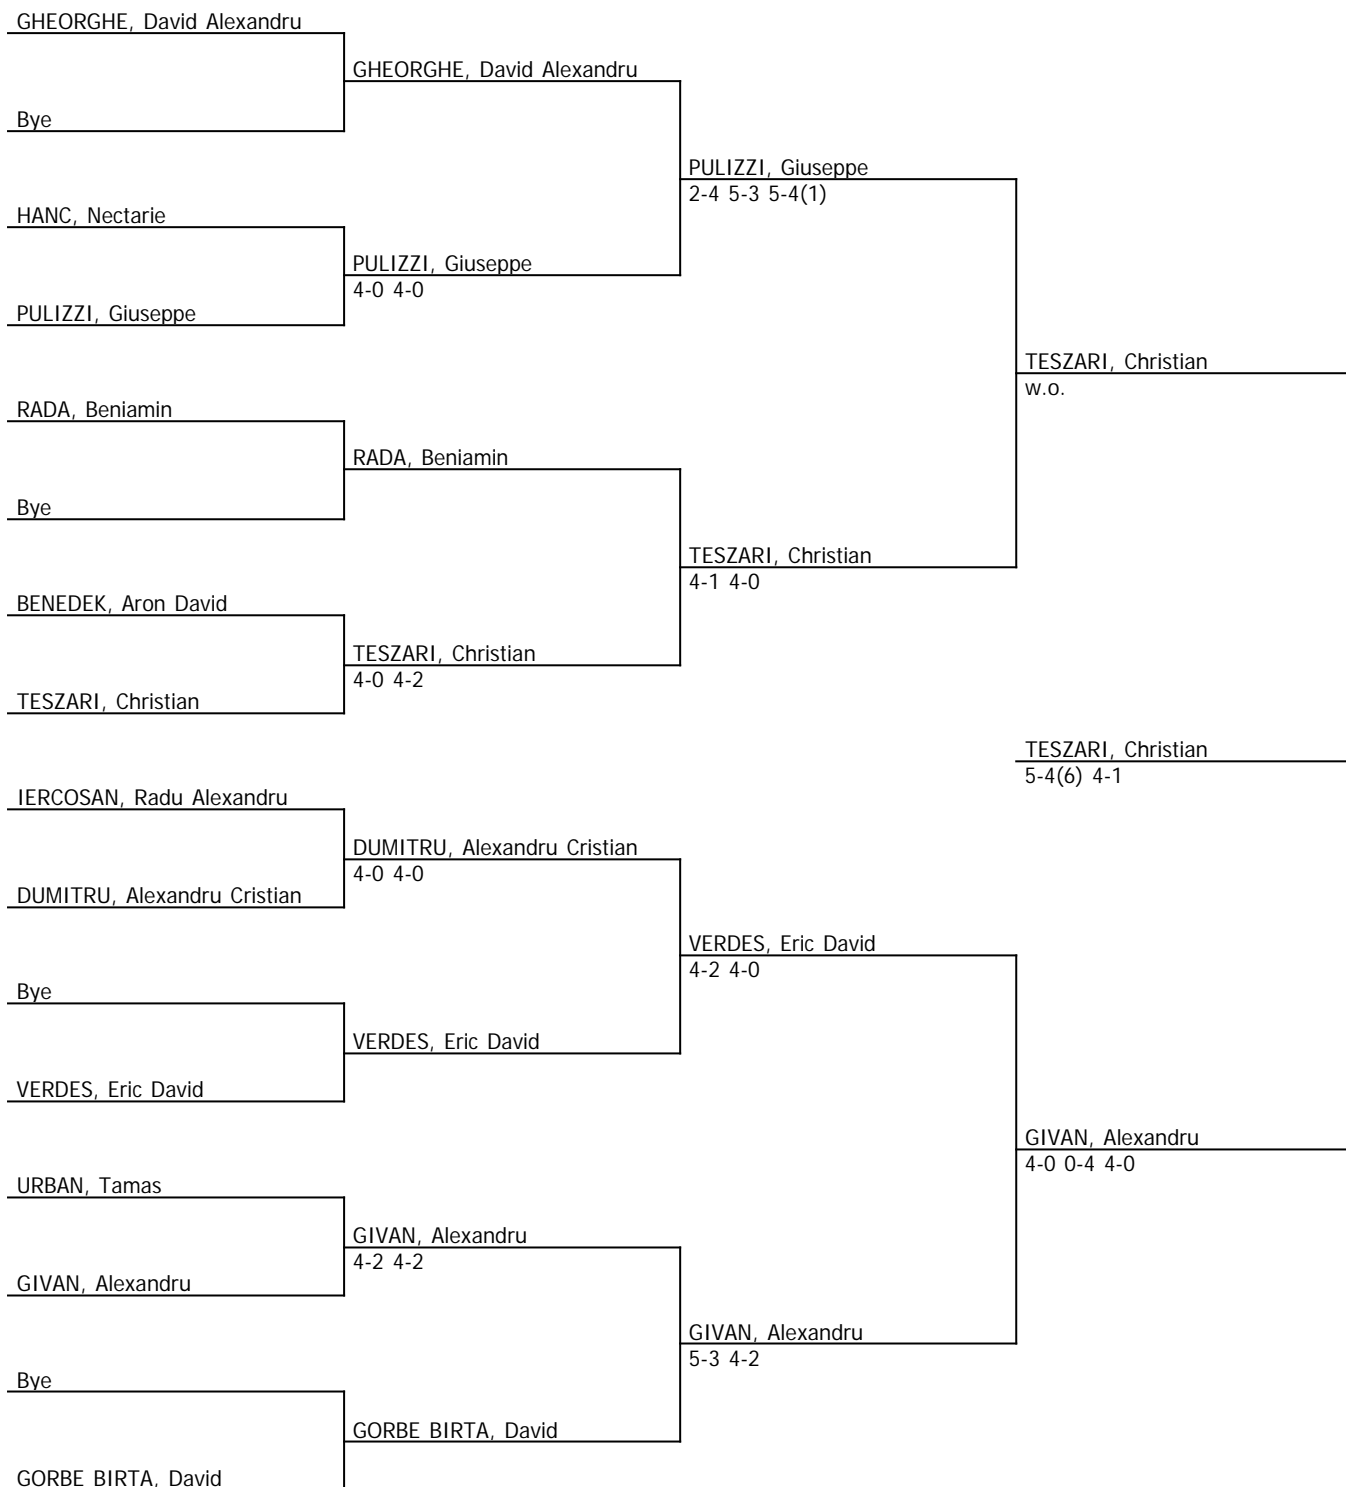 GHEORGHE, David Alexandru
GHEORGHE, David Alexandru
Bye
PULIZZI, Giuseppe
2-4 5-3 5-4(1)
HANC, Nectarie
PULIZZI, Giuseppe
4-0 4-0
PULIZZI, Giuseppe
TESZARI, Christian
w.o.
RADA, Beniamin
RADA, Beniamin
Bye
TESZARI, Christian
4-1 4-0
BENEDEK, Aron David
TESZARI, Christian
4-0 4-2
TESZARI, Christian
TESZARI, Christian
5-4(6) 4-1
IERCOSAN, Radu Alexandru
DUMITRU, Alexandru Cristian
4-0 4-0
DUMITRU, Alexandru Cristian
VERDES, Eric David
4-2 4-0
Bye
VERDES, Eric David
VERDES, Eric David
GIVAN, Alexandru
4-0 0-4 4-0
URBAN, Tamas
GIVAN, Alexandru
4-2 4-2
GIVAN, Alexandru
GIVAN, Alexandru
5-3 4-2
Bye
GORBE BIRTA, David
GORBE BIRTA, David